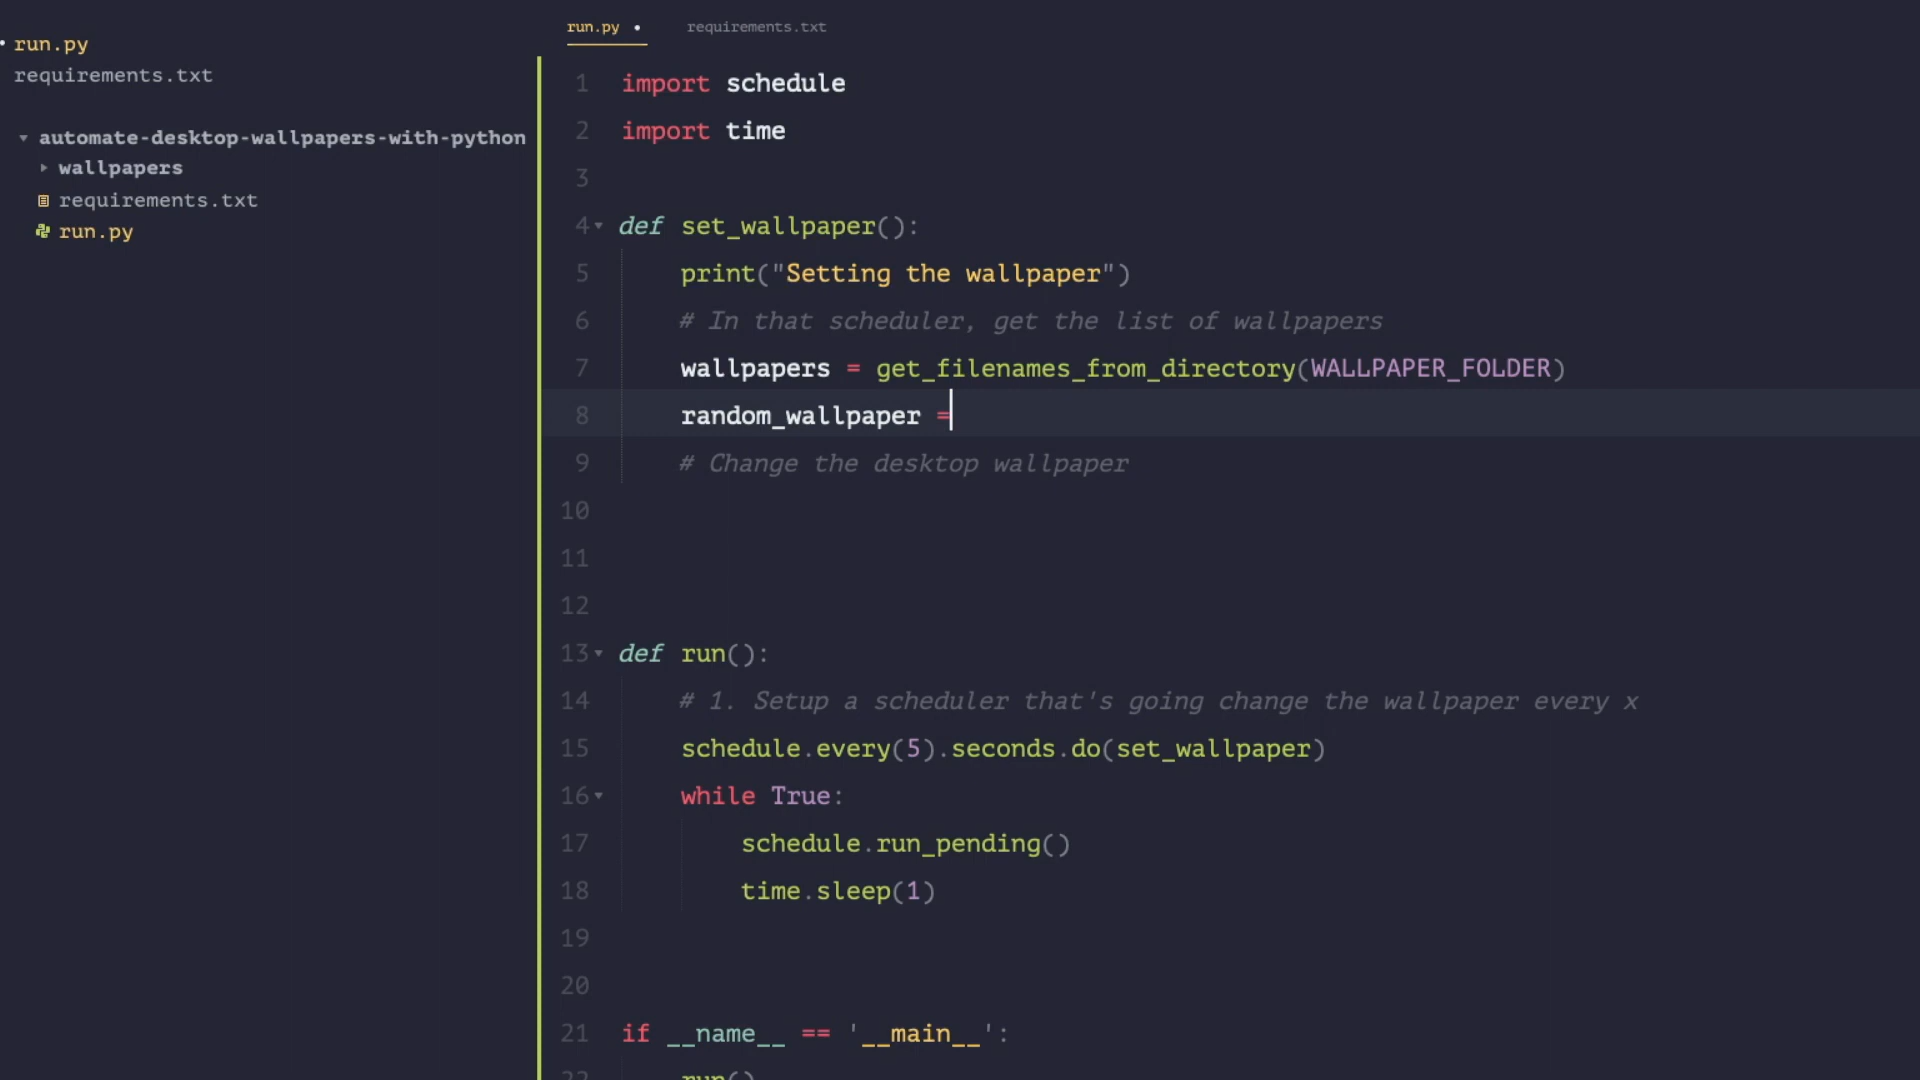 run.py
requirements.txt
automate-desktop-wallpapers-with-python
wallpapers
requirements.txt
run.py
run.py
requirements.txt
1 import schedule
2 import time
3
4 def set_wallpaper():
5 print("Setting the wallpaper")
6 # In that scheduler, get the list of wallpapers
7 wallpapers = get_filenames_from_directory(WALLPAPER_FOLDER)
8 random_wallpaper =
9 # Change the desktop wallpaper
10
11
12
13 def run():
14 # 1. Setup a scheduler that's going change the wallpaper every x
15 schedule.every(5).seconds.do(set_wallpaper)
16 while True:
17 schedule.run_pending()
18 time.sleep(1)
19
20
21 if __name__ == '__main__':
22 run()